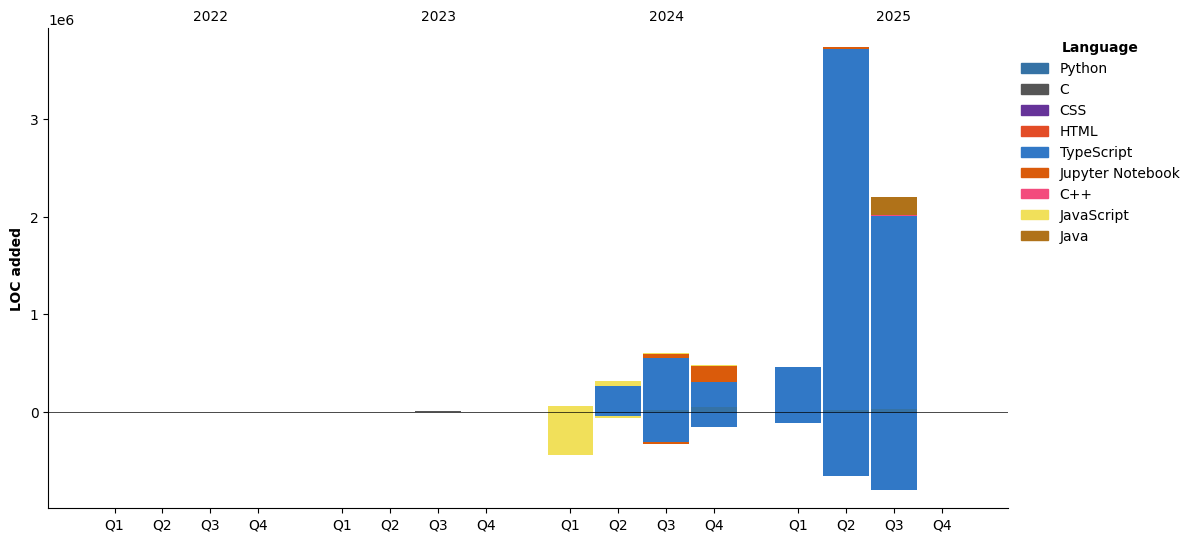 2022 2023 2024 2025
1e6
Language
Python
C
CSS
HTML
TypeScript
Jupyter Notebook
C++
JavaScript
Java
LOC added
3
2
1
0
Q1 Q2 Q3 Q4 Q1 Q2 Q3 Q4 Q1 Q2 Q3 Q4 Q1 Q2 Q3 Q4